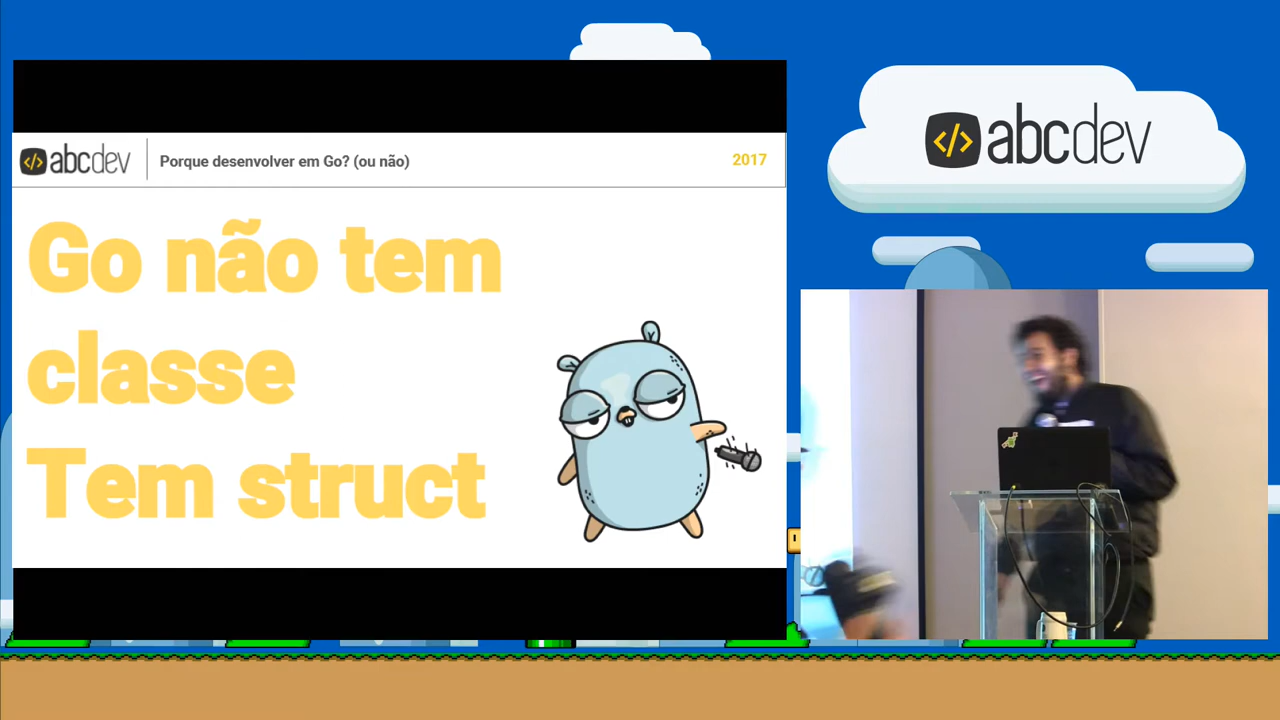 abcdev
Porque desenvolver em Go? (ou não)
2017
Go não tem
classe
Tem struct
abcdev